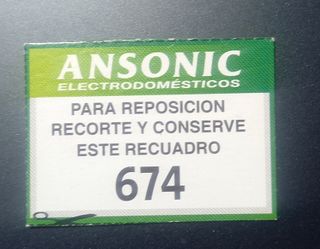 ANSONIC
ELECTRODOMÉSTICOS
PARA REPOSICION
RECORTE Y CONSERVE
ESTE RECUADRO
674